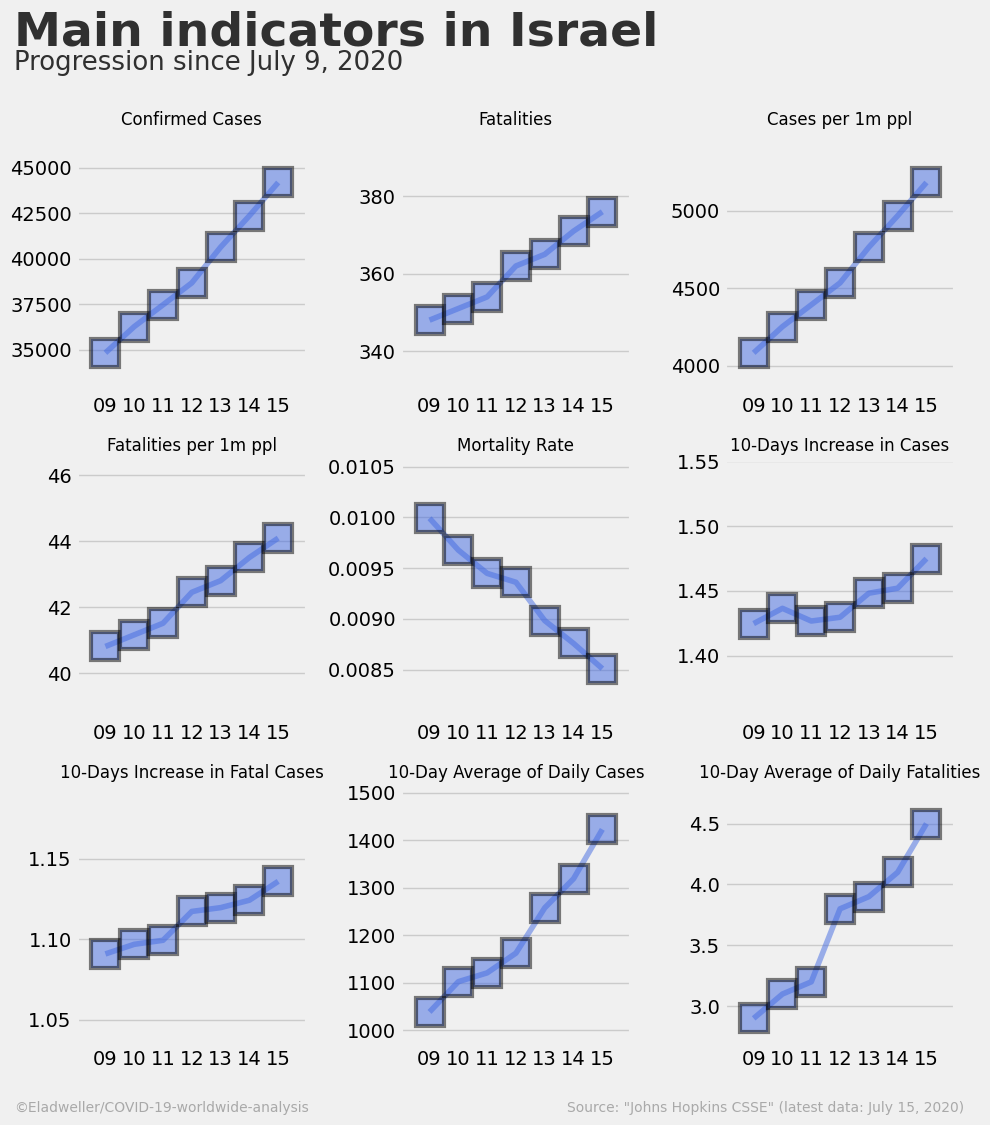 Main indicators in Israel
Progression since July 9, 2020
Confirmed Cases
45000
42500
40000
37500
35000
09 10 11 12 13 14 15
Fatalities
380
360
340
09 10 11 12 13 14 15
Cases per 1m ppl
5000
4500
4000
09 10 11 12 13 14 15
Fatalities per 1m ppl
46
44
42
40
09 10 11 12 13 14 15
Mortality Rate
0.0105
0.0100
0.0095
0.0090
0.0085
09 10 11 12 13 14 15
10-Days Increase in Cases
1.55
1.50
1.45
1.40
09 10 11 12 13 14 15
10-Days Increase in Fatal Cases
1.15
1.10
1.05
09 10 11 12 13 14 15
10-Day Average of Daily Cases
1500
1400
1300
1200
1100
1000
09 10 11 12 13 14 15
10-Day Average of Daily Fatalities
4.5
4.0
3.5
3.0
09 10 11 12 13 14 15
©Eladweller/COVID-19-worldwide-analysis
Source: "Johns Hopkins CSSE" (latest data: July 15, 2020)